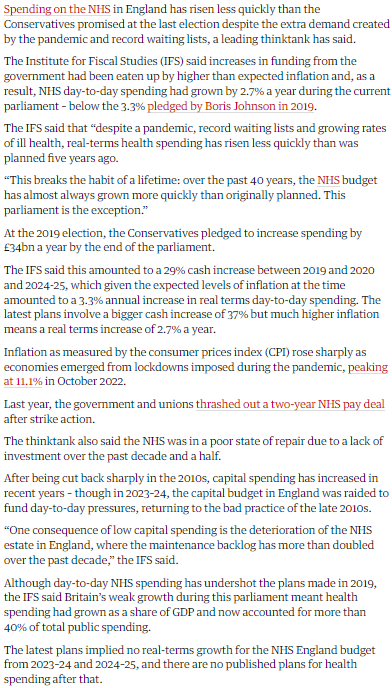 Spending on the NHS in England has risen less quickly than the
Conservatives promised at the last election despite the extra demand created
by the pandemic and record waiting lists, a leading thinktank has said.
The Institute for Fiscal Studies (IFS) said increases in funding from the
government had been eaten up by higher than expected inflation and, as a
result, NHS day-to-day spending had grown by 2.7% a year during the current
parliament – below the 3.3% pledged by Boris Johnson in 2019.
The IFS said that “despite a pandemic, record waiting lists and growing rates
of ill health, real-terms health spending has risen less quickly than was
planned five years ago.
“This breaks the habit of a lifetime: over the past 40 years, the NHS budget
has almost always grown more quickly than originally planned. This
parliament is the exception.”
At the 2019 election, the Conservatives pledged to increase spending by
£34bn a year by the end of the parliament.
The IFS said this amounted to a 29% cash increase between 2019 and 2020
and 2024-25, which given the expected levels of inflation at the time
amounted to a 3.3% annual increase in real terms day-to-day spending. The
latest plans involve a bigger cash increase of 37% but much higher inflation
means a real terms increase of 2.7% a year.
Inflation as measured by the consumer prices index (CPI) rose sharply as
economies emerged from lockdowns imposed during the pandemic, peaking
at 11.1% in October 2022.
Last year, the government and unions thrashed out a two-year NHS pay deal
after strike action.
The thinktank also said the NHS was in a poor state of repair due to a lack of
investment over the past decade and a half.
After being cut back sharply in the 2010s, capital spending has increased in
recent years – though in 2023-24, the capital budget in England was raided to
fund day-to-day pressures, returning to the bad practice of the late 2010s.
“One consequence of low capital spending is the deterioration of the NHS
estate in England, where the maintenance backlog has more than doubled
over the past decade,” the IFS said.
Although day-to-day NHS spending has undershot the plans made in 2019,
the IFS said Britain’s weak growth during this parliament meant health
spending had grown as a share of GDP and now accounted for more than
40% of total public spending.
The latest plans implied no real-terms growth for the NHS England budget
from 2023-24 and 2024-25, and there are no published plans for health
spending after that.